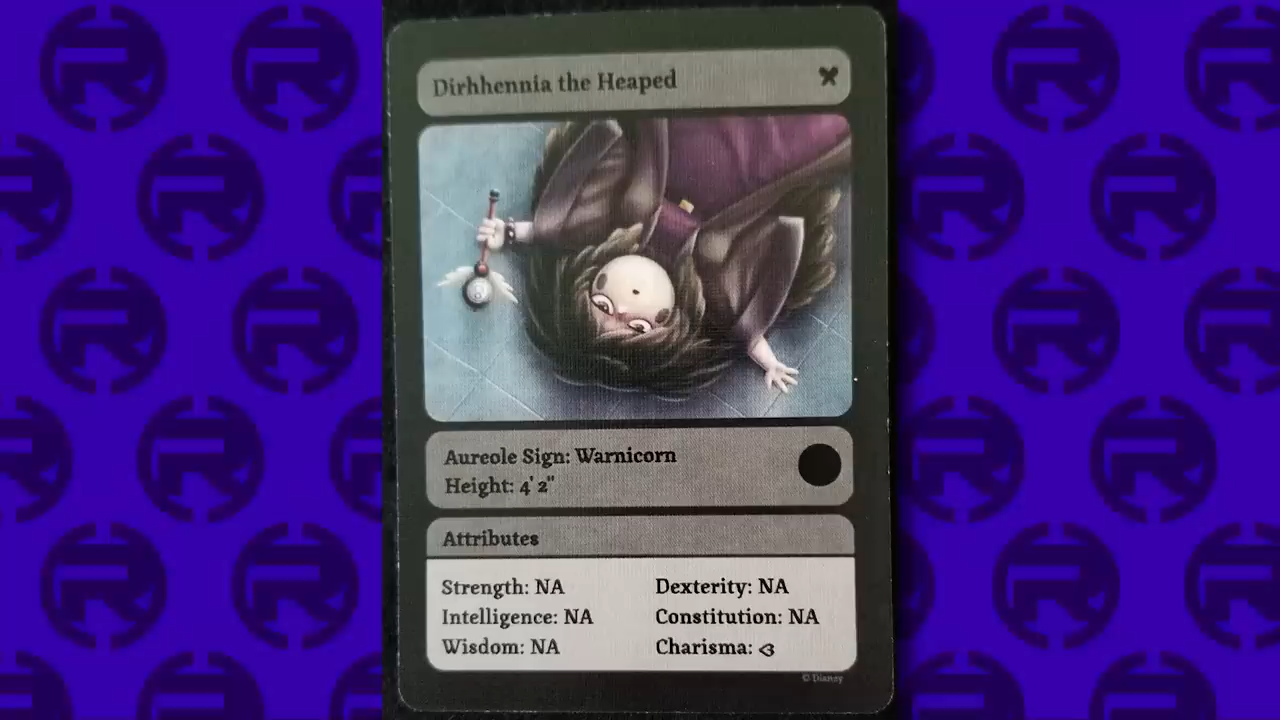 Dirhhennia the Heaped
Aureole Sign: Warnicorn
Height: 4' 2"
Attributes
Strength: NA
Dexterity: NA
Intelligence: NA
Constitution: NA
Wisdom: NA
Charisma: <3
© Disney